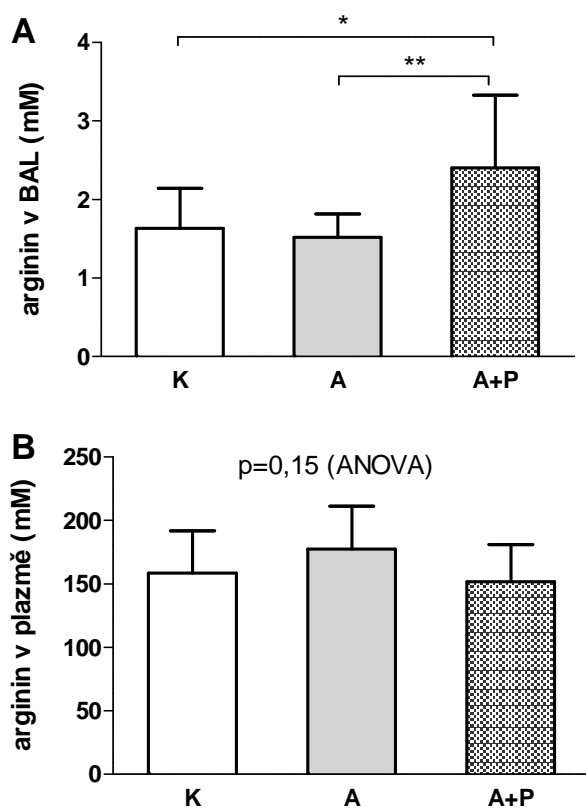 A
*
**
4
3
2
1
0
arginin v BAL (mM)
K A A+P
B
p=0,15 (ANOVA)
250
200
150
100
50
0
arginin v plazmě (mM)
K A A+P